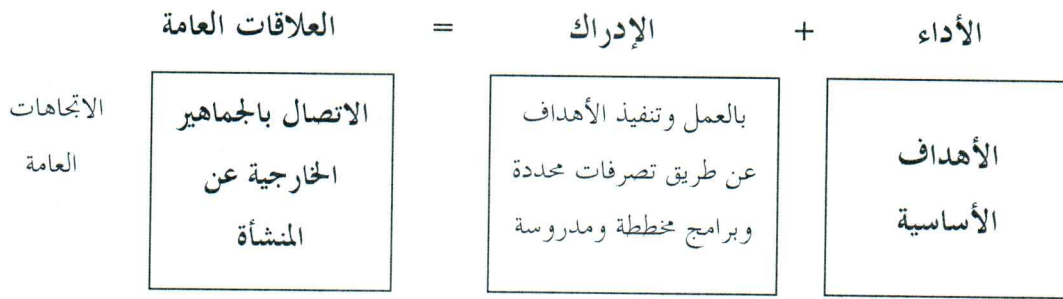 الأداء + الإدراك = العلاقات العامة
الأهداف
الأساسية
بالعمل وتنفيذ الأهداف
عن طريق تصرفات محددة
وبرامج مخططة ومدروسة
الاتصال بالجماهير
الخارجية عن
المنشأة
الاتجاهات
العامة